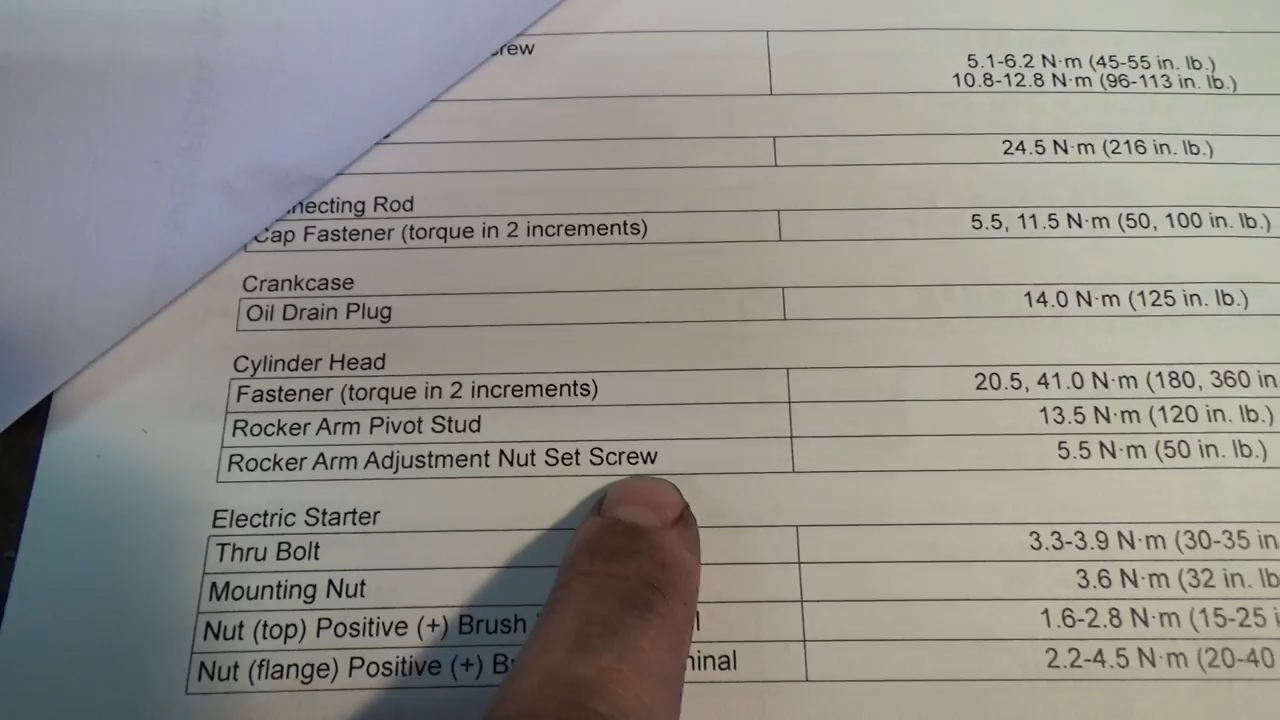 5.1-6.2 N·m (45-55 in. lb.)
10.8-12.8 N·m (96-113 in. lb.)
24.5 N·m (216 in. lb.)
Rod
Cap Fastener (torque in 2 increments) 5.5, 11.5 N·m (50, 100 in. lb.)
Crankcase
Oil Drain Plug 14.0 N·m (125 in. lb.)
Cylinder Head
Fastener (torque in 2 increments) 20.5, 41.0 N·m (180, 360 in
Rocker Arm Pivot Stud 13.5 N·m (120 in. lb.)
Rocker Arm Adjustment Nut Set Screw 5.5 N·m (50 in. lb.)
Electric Starter
Thru Bolt 3.3-3.9 N·m (30-35 in
Mounting Nut 3.6 N·m (32 in. lb
Nut (top) Positive (+) Brush 1.6-2.8 N·m (15-25
Nut (flange) Positive (+) 2.2-4.5 N·m (20-40